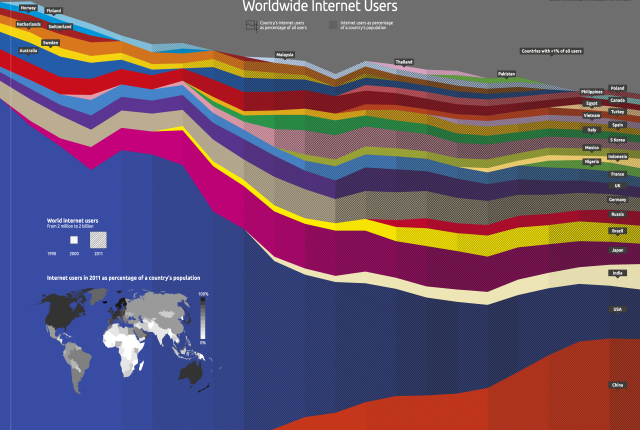 Worldwide Internet Users
Country's internet users
as percentage of all users
Internet users as percentage
of a country's population
Norway
Finland
Netherlands
Switzerland
Sweden
Australia
Malaysia
Thailand
Pakistan
Countries with <1% of all users
Philippines
Poland
Canada
Egypt
Turkey
Vietnam
Spain
Italy
S Korea
Mexico
Indonesia
Nigeria
France
UK
Germany
Russia
Brazil
Japan
India
USA
China
World internet users
From 2 million to 2 billion
1990
2000
2011
Internet users in 2011 as percentage of a country's population
100%
0%